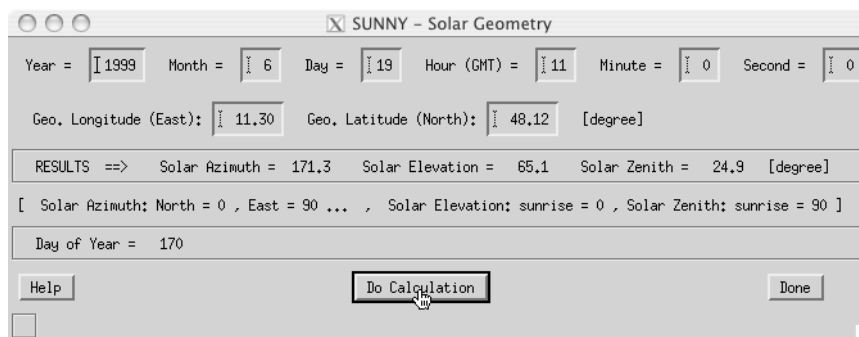 SUNNY – Solar Geometry
Year = 1999 Month = 6 Day = 19 Hour (GMT) = 11 Minute = 0 Second = 0
Geo. Longitude (East): 11.30 Geo. Latitude (North): 48.12 [degree]
RESULTS ==> Solar Azimuth = 171.3 Solar Elevation = 65.1 Solar Zenith = 24.9 [degree]
[ Solar Azimuth: North = 0 , East = 90 ... , Solar Elevation: sunrise = 0 , Solar Zenith: sunrise = 90 ]
Day of Year = 170
Help Do Calculation Done